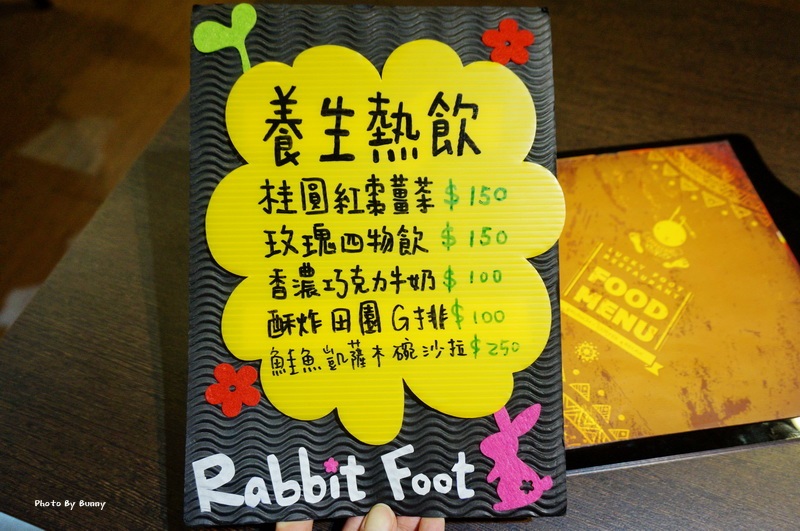 養生熱飲
桂圓紅棗薑茶 $150
玫瑰四物飲 $150
香濃巧克力牛奶 $100
酥炸田園G排 $100
鮭魚凱薩木碗沙拉 $250
Rabbit Foot
FOOD
MENU
Photo By Bunny